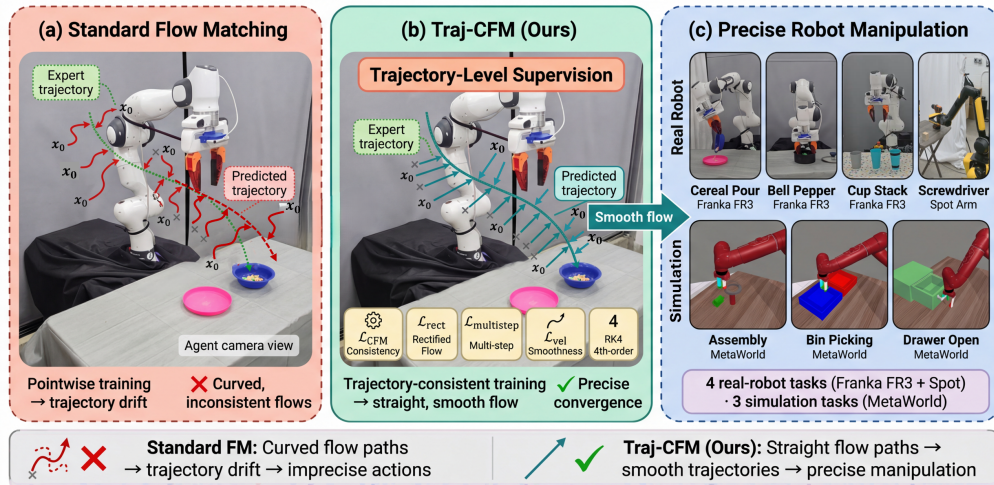 (a) Standard Flow Matching
Expert
trajectory
x₀
x₀
x₀
x₀
x₀
x₀
Predicted
trajectory
x₀
x₀
Agent camera view
Pointwise training
→ trajectory drift
Curved,
inconsistent flows
(b) Traj-CFM (Ours)
Trajectory-Level Supervision
Expert
trajectory
x₀
x₀
x₀
x₀
Predicted
trajectory
x₀
x₀
Smooth flow
ℒCFM
Consistency
ℒrect
Rectified
Flow
ℒmultistep
Multi-step
ℒvel
Smoothness
4
RK4
4th-order
Trajectory-consistent training
→ straight, smooth flow
Precise
convergence
(c) Precise Robot Manipulation
Real Robot
Cereal Pour
Franka FR3
Bell Pepper
Franka FR3
Cup Stack
Franka FR3
Screwdriver
Spot Arm
Simulation
Assembly
MetaWorld
Bin Picking
MetaWorld
Drawer Open
MetaWorld
4 real-robot tasks (Franka FR3 + Spot)
· 3 simulation tasks (MetaWorld)
Standard FM: Curved flow paths
→ trajectory drift → imprecise actions
Traj-CFM (Ours): Straight flow paths →
smooth trajectories → precise manipulation